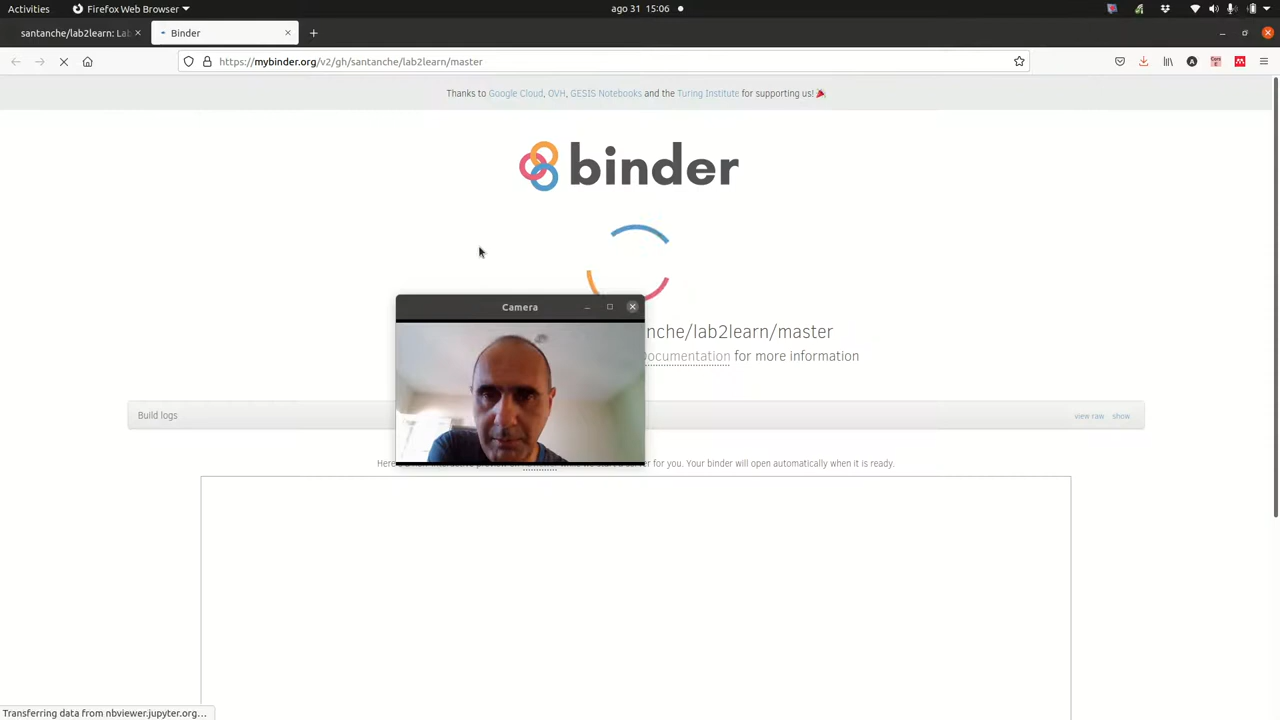 Activities
Firefox Web Browser
ago 31 15:06
santanche/lab2learn: Lab
Binder
https://mybinder.org/v2/gh/santanche/lab2learn/master
Thanks to Google Cloud, OVH, GESIS Notebooks and the Turing Institute for supporting us! 🎉
binder
Camera
nche/lab2learn/master
Documentation for more information
Build logs
view raw
show
for you. Your binder will open automatically when it is ready.
Transferring data from nbviewer.jupyter.org…